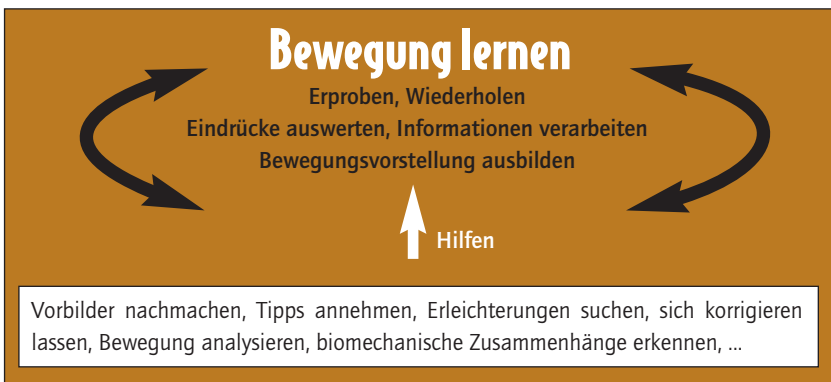 Bewegung lernen
Erproben, Wiederholen
Eindrücke auswerten, Informationen verarbeiten
Bewegungsvorstellung ausbilden
Hilfen
Vorbilder nachmachen, Tipps annehmen, Erleichterungen suchen, sich korrigieren
lassen, Bewegung analysieren, biomechanische Zusammenhänge erkennen, ...